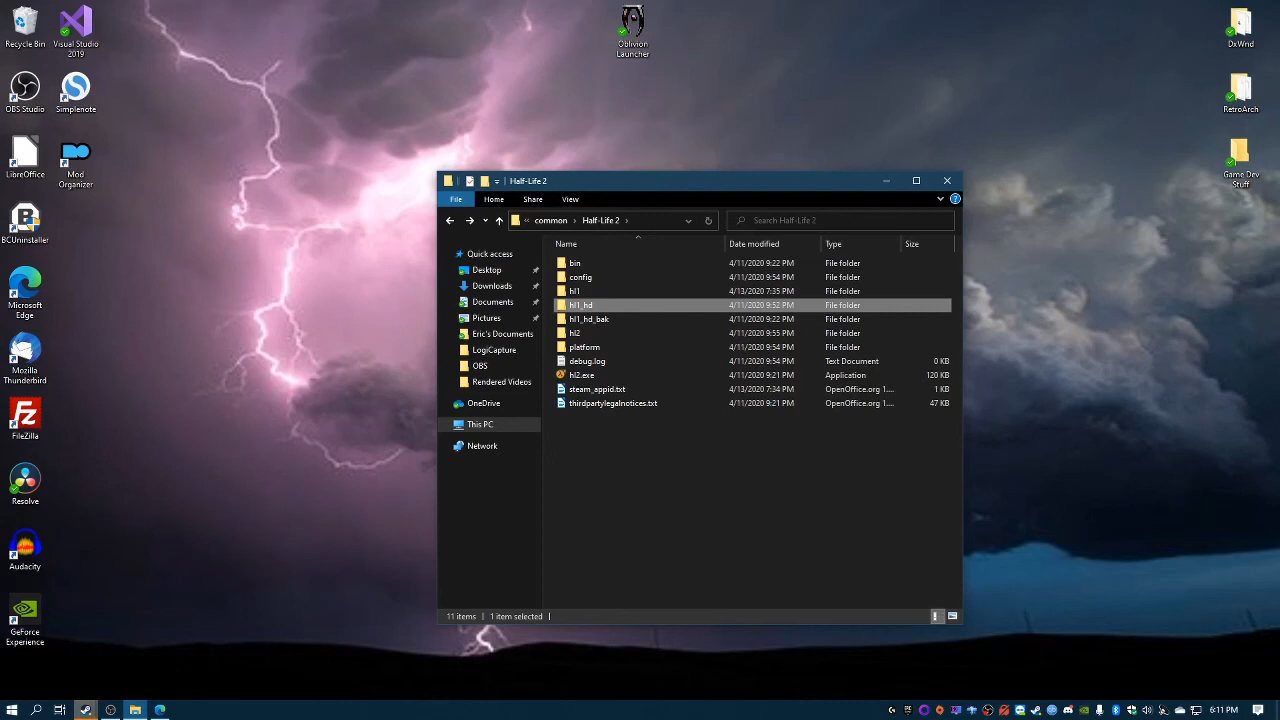 Recycle Bin
Visual Studio
2019
Oblivion
Launcher
DxWnd
OBS Studio
Simplenote
RetroArch
LibreOffice
Mod
Organizer
Game Dev
Stuff
BCUninstaller
Microsoft
Edge
Mozilla
Thunderbird
FileZilla
Resolve
Audacity
GeForce
Experience
Half-Life 2
File Home Share View
« common › Half-Life 2 ›
Search Half-Life 2
Quick access
Desktop
Downloads
Documents
Pictures
Eric's Documents
LogiCapture
OBS
Rendered Videos
OneDrive
This PC
Network
Name Date modified Type Size
bin 4/11/2020 9:22 PM File folder
config 4/11/2020 9:54 PM File folder
hl1 4/13/2020 7:35 PM File folder
hl1_hd 4/11/2020 9:52 PM File folder
hl1_hd_bak 4/11/2020 9:22 PM File folder
hl2 4/11/2020 9:55 PM File folder
platform 4/11/2020 9:54 PM File folder
debug.log 4/11/2020 9:54 PM Text Document 0 KB
hl2.exe 4/11/2020 9:21 PM Application 120 KB
steam_appid.txt 4/13/2020 7:34 PM OpenOffice.org 1.... 1 KB
thirdpartylegalnotices.txt 4/11/2020 9:21 PM OpenOffice.org 1.... 47 KB
11 items 1 item selected
6:11 PM